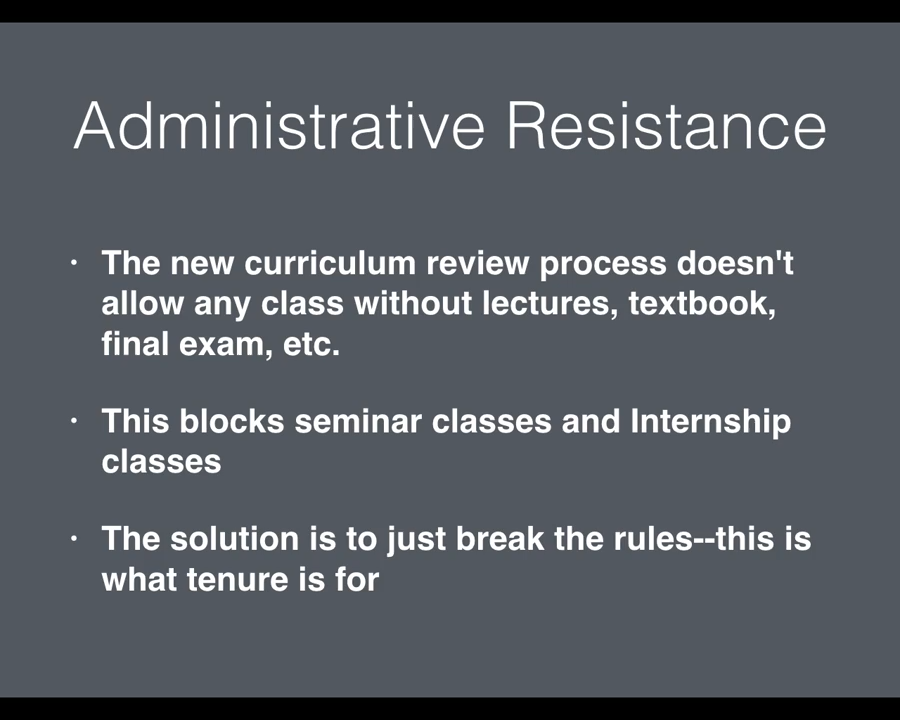 Administrative Resistance
• The new curriculum review process doesn't
allow any class without lectures, textbook,
final exam, etc.
• This blocks seminar classes and Internship
classes
• The solution is to just break the rules--this is
what tenure is for